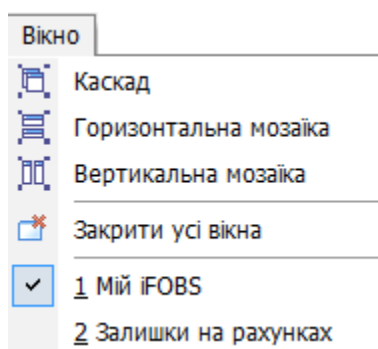 Вікно
Каскад
Горизонтальна мозаїка
Вертикальна мозаїка
Закрити усі вікна
1 Мій iFOBS
2 Залишки на рахунках